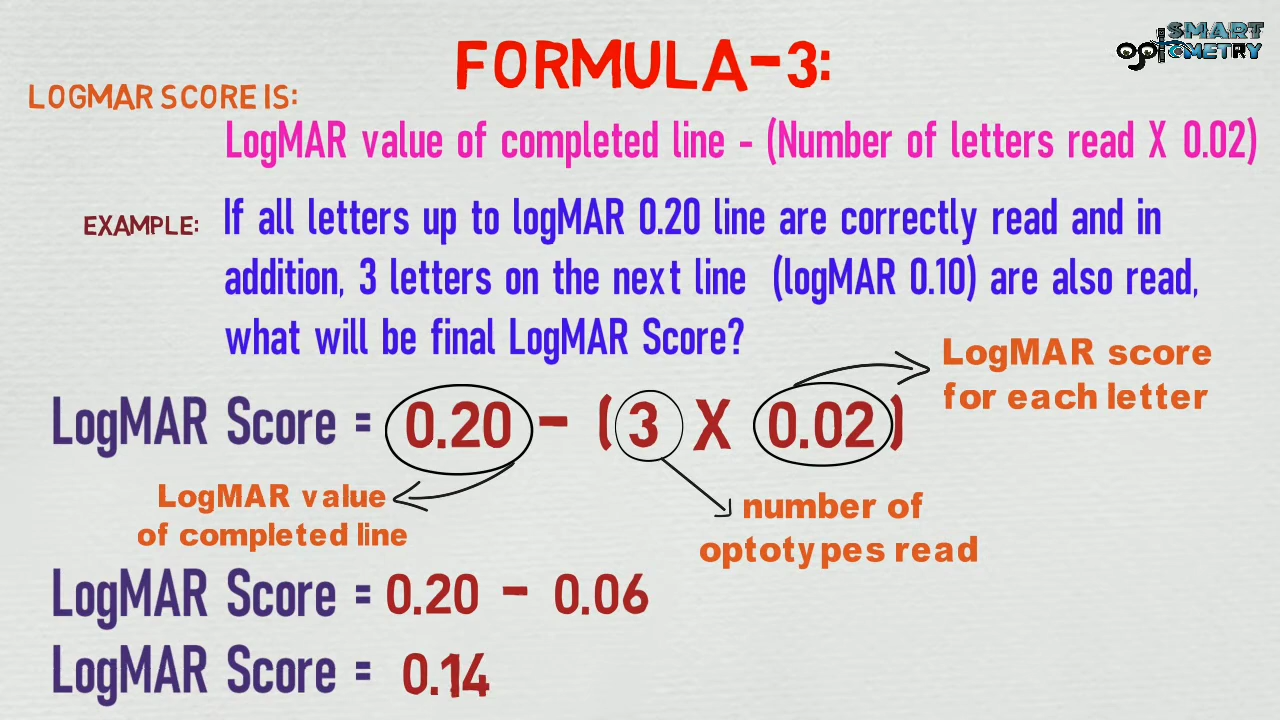 SMART
optOMETRY
FORMULA-3:
LOGMAR SCORE IS:
LogMAR value of completed line - (Number of letters read X 0.02)
EXAMPLE: If all letters up to logMAR 0.20 line are correctly read and in
addition, 3 letters on the next line (logMAR 0.10) are also read,
what will be final LogMAR Score?
LogMAR score
for each letter
LogMAR Score = 0.20 - (3 X 0.02)
LogMAR value
of completed line
number of
optotypes read
LogMAR Score = 0.20 - 0.06
LogMAR Score = 0.14